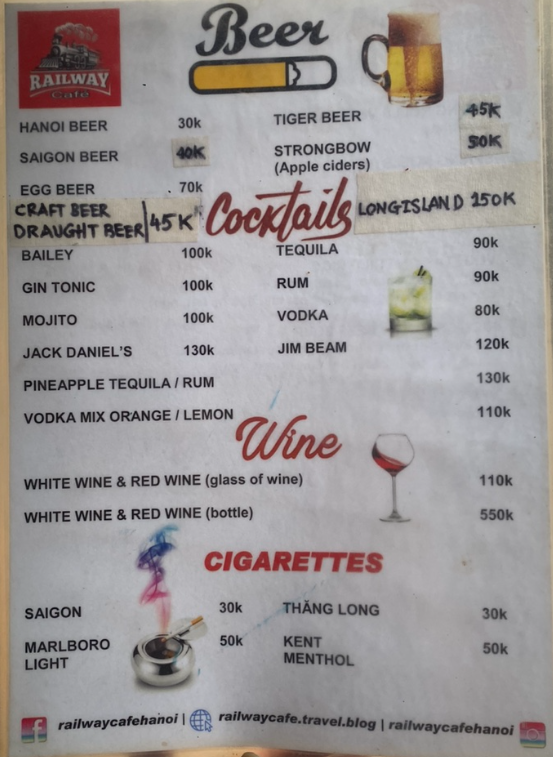 RAILWAY
Cafe
Beer
HANOI BEER 30k
TIGER BEER 45K
SAIGON BEER 40K
STRONGBOW 50K
(Apple ciders)
EGG BEER 70k
CRAFT BEER
DRAUGHT BEER 45K
Cocktails
LONGISLAND 150K
BAILEY 100k
TEQUILA 90k
GIN TONIC 100k
RUM 90k
MOJITO 100k
VODKA 80k
JACK DANIEL'S 130k
JIM BEAM 120k
PINEAPPLE TEQUILA / RUM 130k
VODKA MIX ORANGE / LEMON 110k
Wine
WHITE WINE & RED WINE (glass of wine) 110k
WHITE WINE & RED WINE (bottle) 550k
CIGARETTES
SAIGON 30k
THĂNG LONG 30k
MARLBORO 50k
LIGHT
KENT 50k
MENTHOL
railwaycafehanoi | railwaycafe.travel.blog | railwaycafehanoi